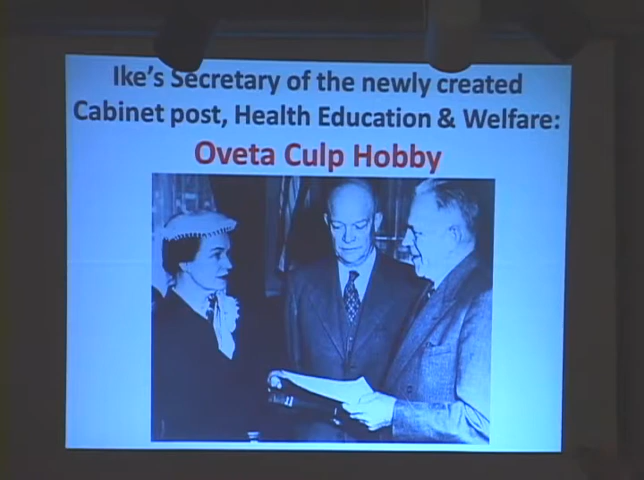 Ike's Secretary of the newly created
Cabinet post, Health Education & Welfare:
Oveta Culp Hobby